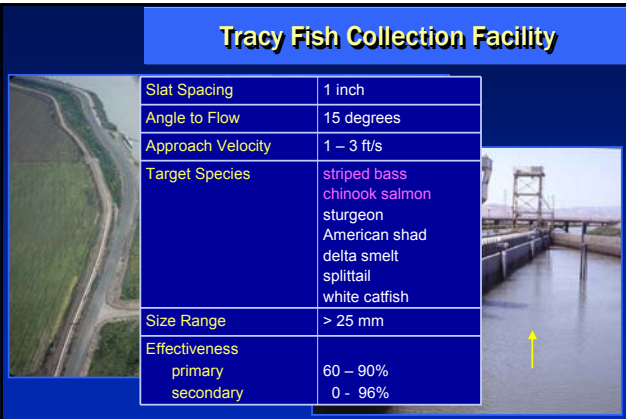 Tracy Fish Collection Facility
Slat Spacing 1 inch
Angle to Flow 15 degrees
Approach Velocity 1 – 3 ft/s
Target Species striped bass
chinook salmon
sturgeon
American shad
delta smelt
splittail
white catfish
Size Range > 25 mm
Effectiveness
primary 60 – 90%
secondary 0 - 96%